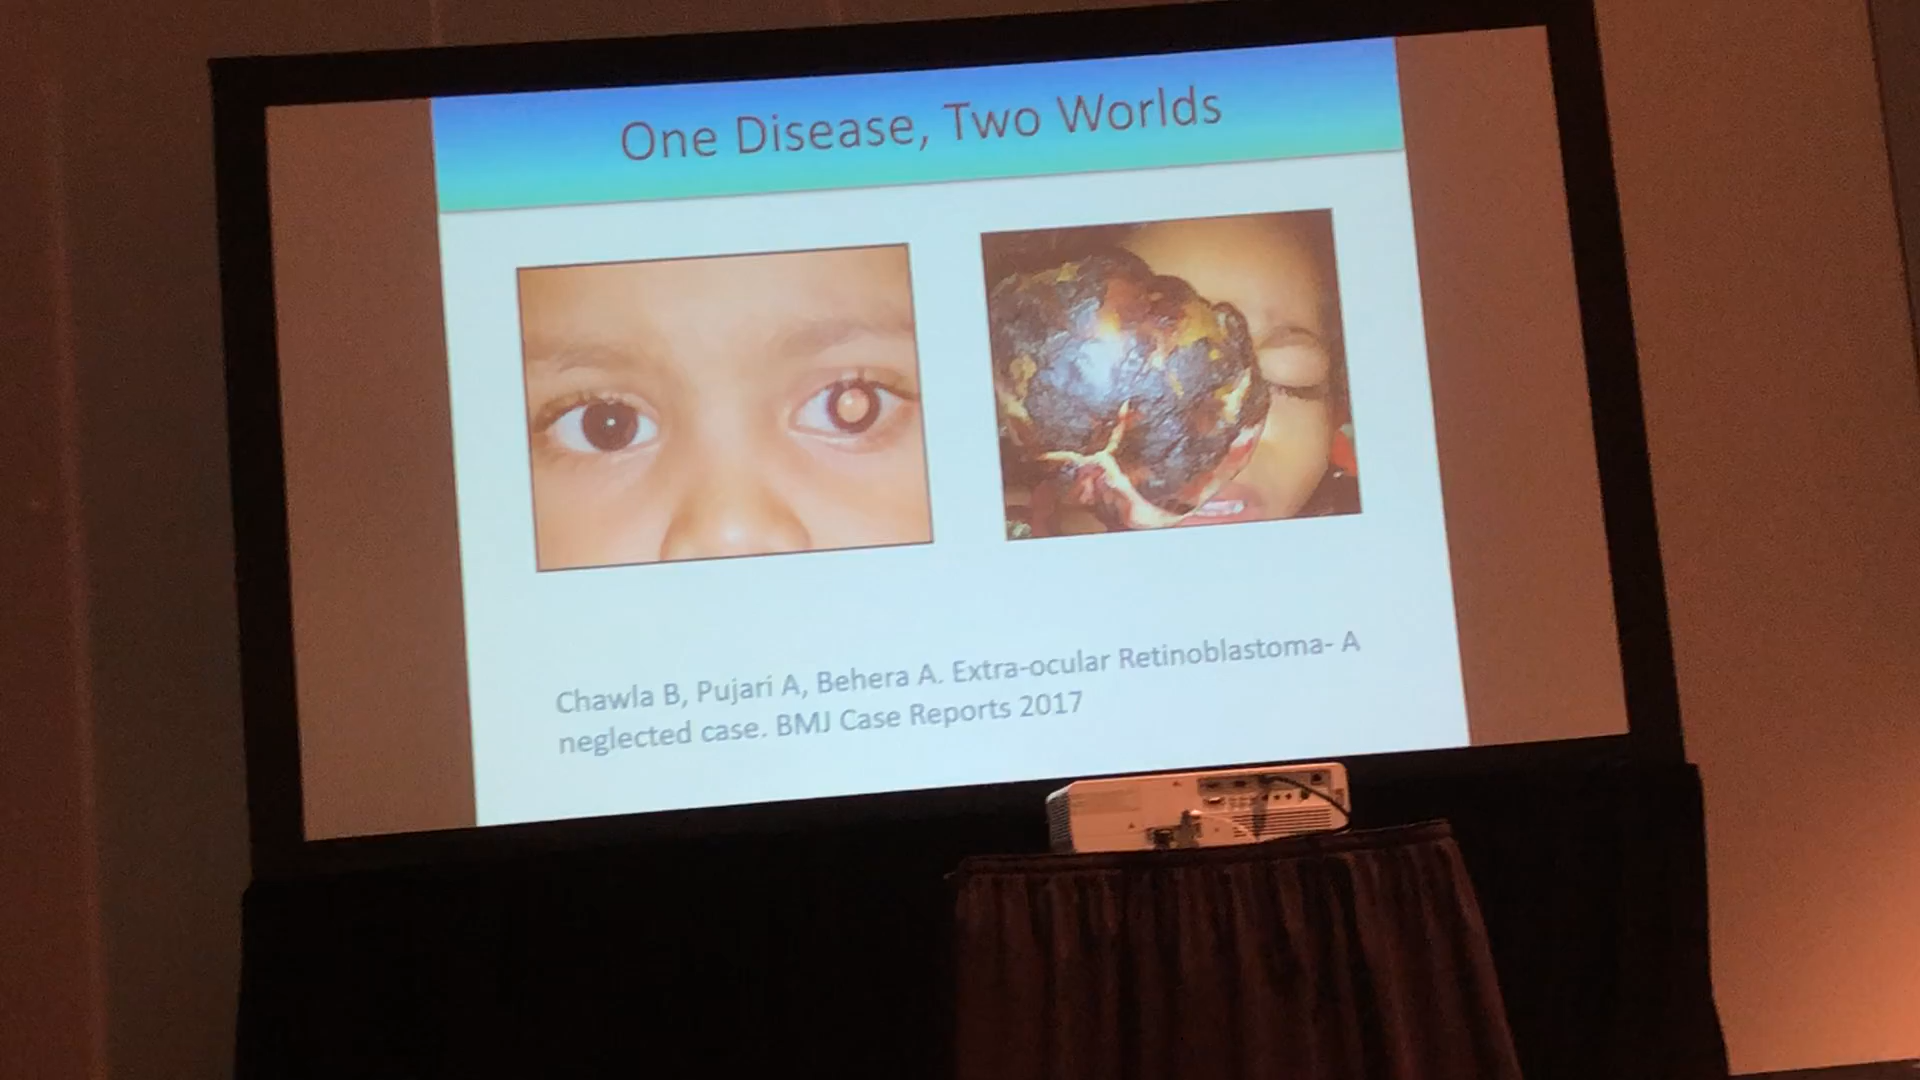 One Disease, Two Worlds
Chawla B, Pujari A, Behera A. Extra-ocular Retinoblastoma- A
neglected case. BMJ Case Reports 2017